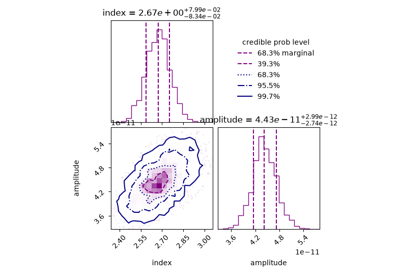 index = 2.67e+00+7.99e−02 −8.34e−02
credible prob level
68.3% marginal
39.3%
68.3%
95.5%
99.7%
1e−11
amplitude = 4.43e−11+2.99e−12 −2.74e−12
amplitude
5.4
4.8
4.2
3.6
2.40
2.55
2.70
2.85
3.00
index
3.6
4.2
4.8
5.4
1e−11
amplitude